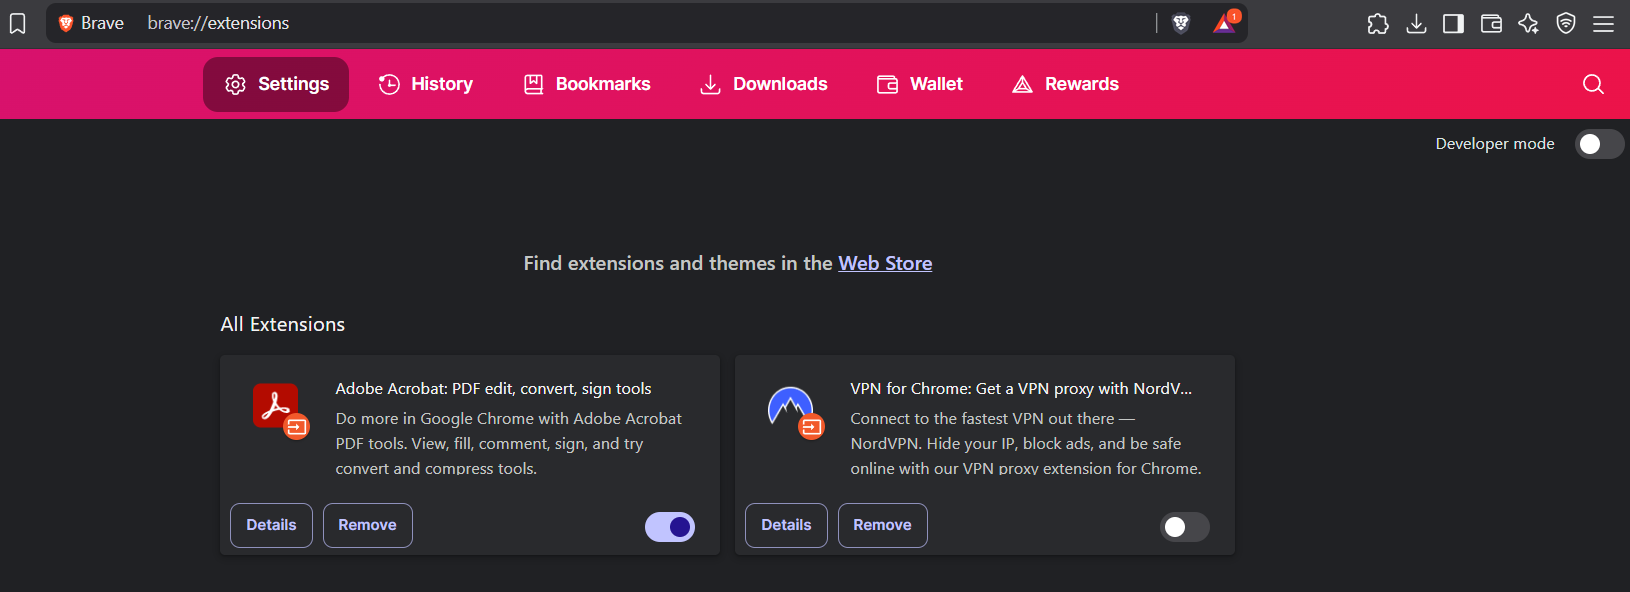 Brave brave://extensions 1
Settings History Bookmarks Downloads Wallet Rewards
Developer mode
Find extensions and themes in the Web Store
All Extensions
Adobe Acrobat: PDF edit, convert, sign tools
Do more in Google Chrome with Adobe Acrobat
PDF tools. View, fill, comment, sign, and try
convert and compress tools.
Details Remove
VPN for Chrome: Get a VPN proxy with NordV...
Connect to the fastest VPN out there —
NordVPN. Hide your IP, block ads, and be safe
online with our VPN proxy extension for Chrome.
Details Remove